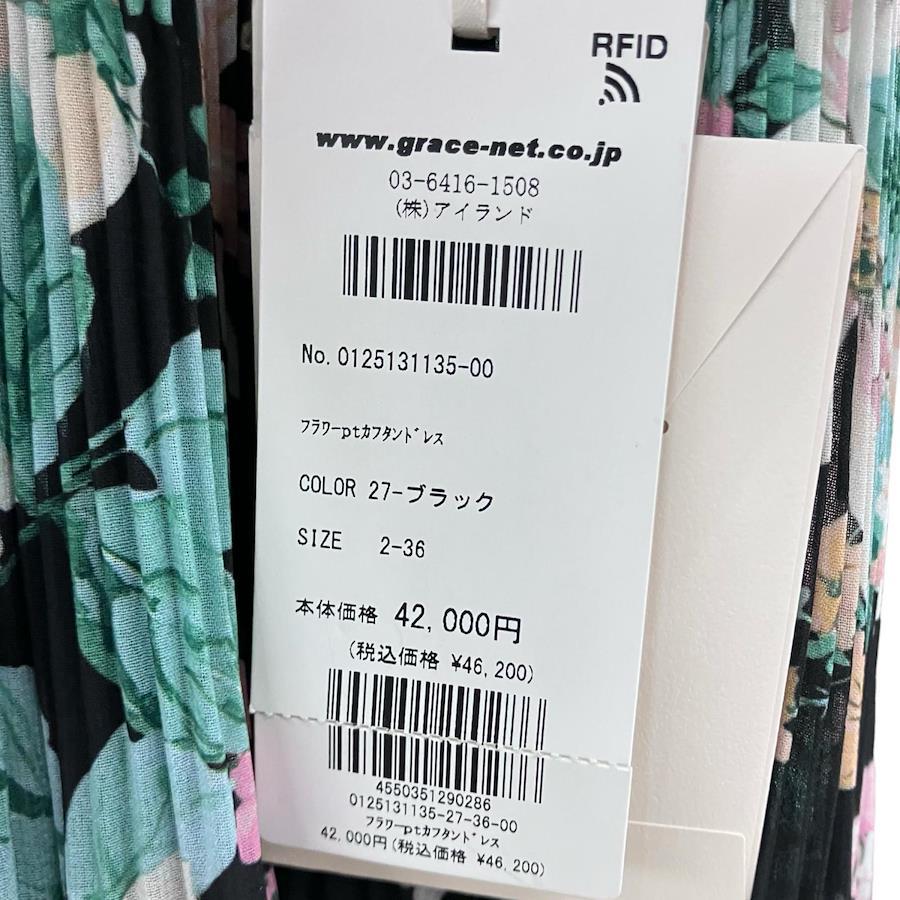 RFID
www.grace-net.co.jp
03-6416-1508
(株)アイランド
No. 0125131135-00
ﾌﾗﾜｰptｶﾌﾀﾝﾄﾞﾚｽ
COLOR 27-ブラック
SIZE 2-36
本体価格 42,000円
(税込価格 ¥46,200)
4550351290286
0125131135-27-36-00
ﾌﾗﾜｰptｶﾌﾀﾝﾄﾞﾚｽ
42,000円(税込価格 ¥46,200)